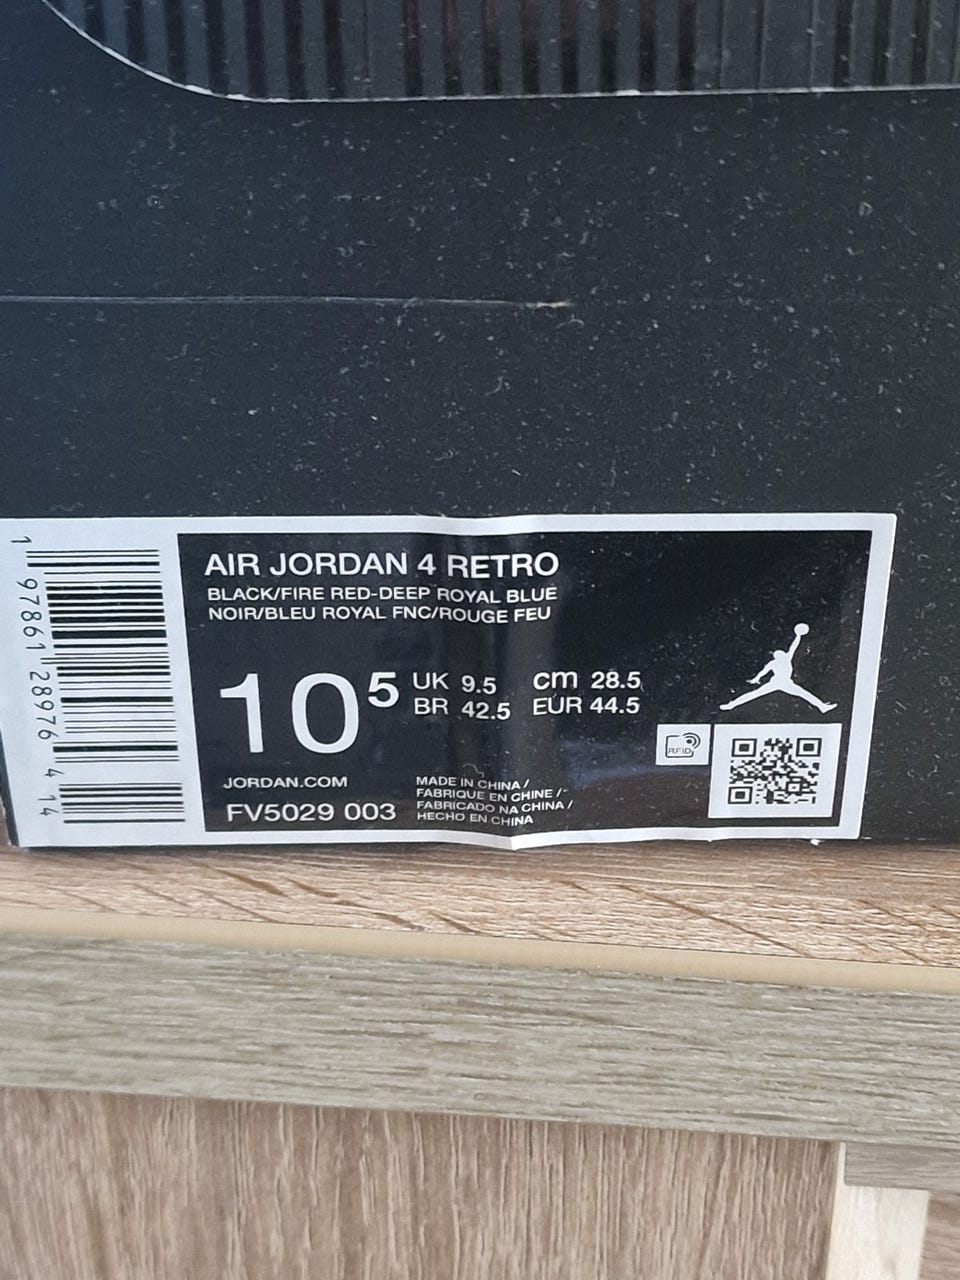 AIR JORDAN 4 RETRO
BLACK/FIRE RED-DEEP ROYAL BLUE
NOIR/BLEU ROYAL FNC/ROUGE FEU
10 5
UK 9.5 cm 28.5
BR 42.5 EUR 44.5
RFID
JORDAN.COM
FV5029 003
MADE IN CHINA /
FABRIQUE EN CHINE /
FABRICADO NA CHINA /
HECHO EN CHINA
1 97861 28976 4 14